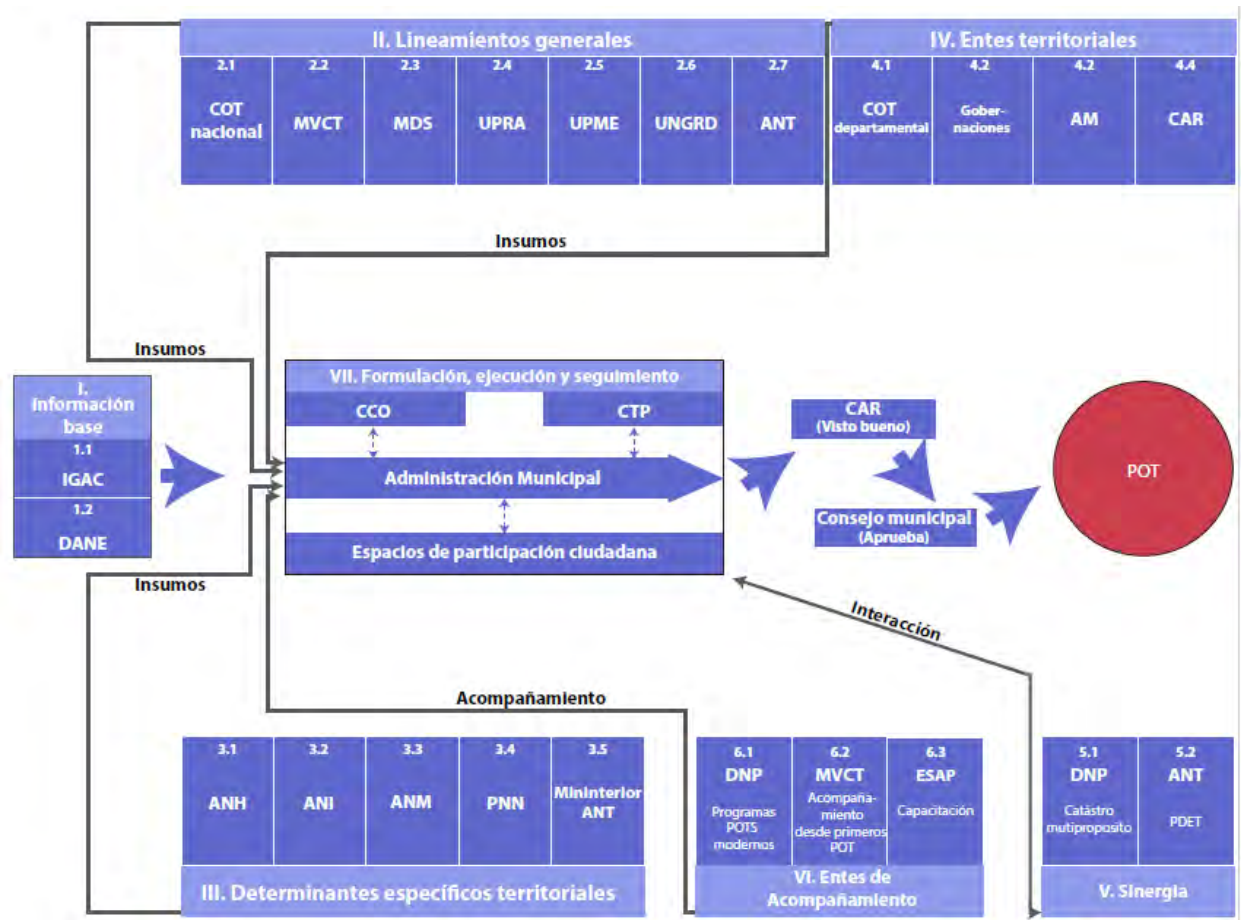 II. Lineamientos generales
2.1
COT
nacional
2.2
MVCT
2.3
MDS
2.4
UPRA
2.5
UPME
2.6
UNGRD
2.7
ANT
IV. Entes territoriales
4.1
COT
departamental
4.2
Gober-
naciones
4.2
AM
4.4
CAR
Insumos
Insumos
I.
información
base
1.1
IGAC
1.2
DANE
Insumos
VII. Formulación, ejecución y seguimiento
CCO
CTP
Administración Municipal
Espacios de participación ciudadana
CAR
(Visto bueno)
Consejo municipal
(Aprueba)
POT
Interacción
Acompañamiento
3.1
ANH
3.2
ANI
3.3
ANM
3.4
PNN
3.5
Mininterior
ANT
III. Determinantes específicos territoriales
6.1
DNP
Programas
POTS
modernos
6.2
MVCT
Acompaña-
miento
desde primeros
POT
6.3
ESAP
Capacitación
VI. Entes de
Acompañamiento
5.1
DNP
Catástro
mutiproposito
5.2
ANT
PDET
V. Sinergia